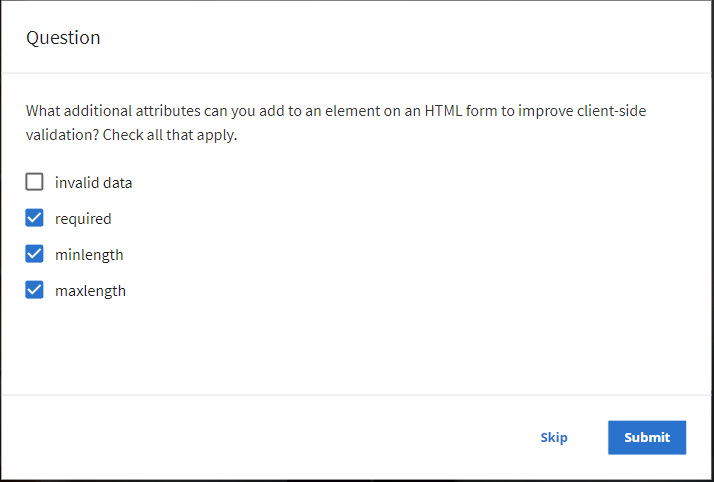 Question
What additional attributes can you add to an element on an HTML form to improve client-side
validation? Check all that apply.
invalid data
required
minlength
maxlength
Skip
Submit